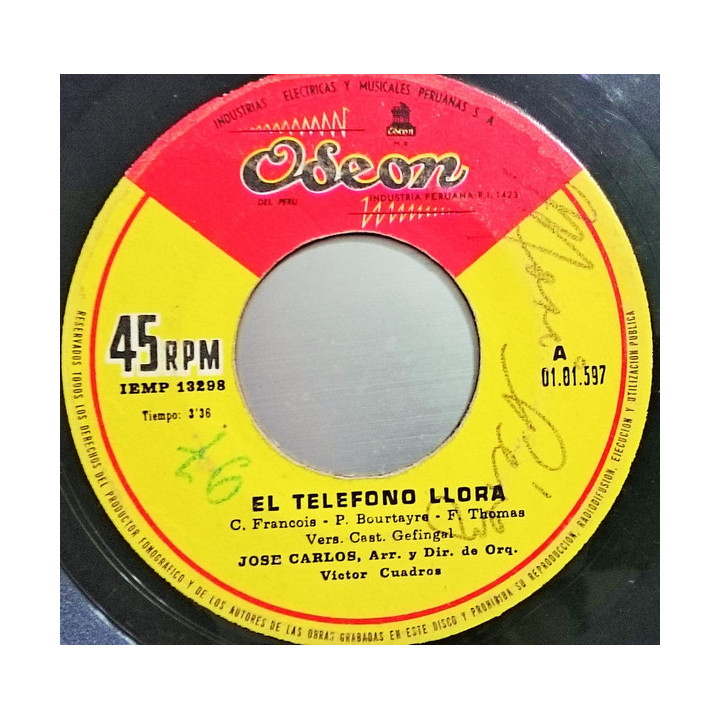 INDUSTRIAS ELECTRICAS Y MUSICALES PERUANAS S. A.
Odeon
M. R.
Odeon
DEL PERU
INDUSTRIA PERUANA R.I. 1423
45 RPM
IEMP 13298
Tiempo: 3'36
A
01.01.597
EL TELEFONO LLORA
C. Francois - P. Bourtayre - F. Thomas
Vers. Cast. Gefingal
JOSE CARLOS, Arr. y Dir. de Orq.
Víctor Cuadros
RESERVADOS TODOS LOS DERECHOS DEL PRODUCTOR FONOGRAFICO Y DE LOS AUTORES DE LAS OBRAS GRABADAS EN ESTE DISCO Y PROHIBIDA SU REPRODUCCION, RADIODIFUSION, EJECUCION Y UTILIZACION PUBLICA